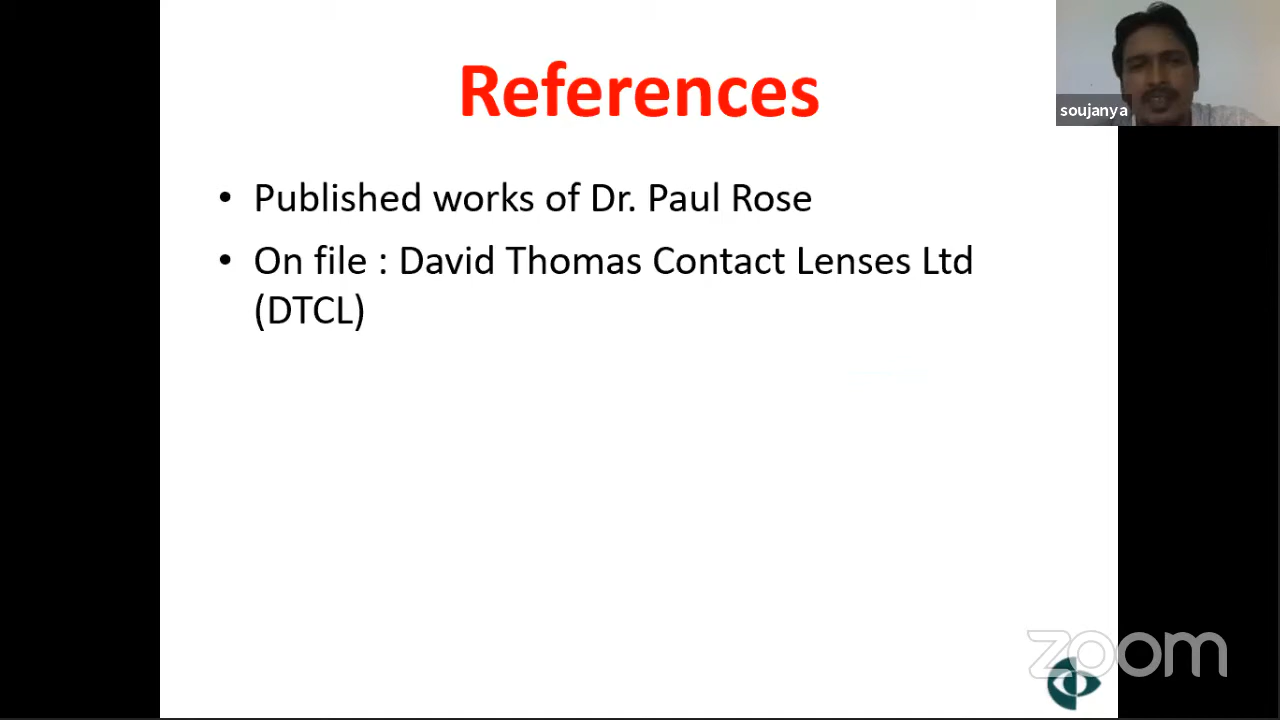 References
soujanya
• Published works of Dr. Paul Rose
• On file : David Thomas Contact Lenses Ltd
(DTCL)
zoom